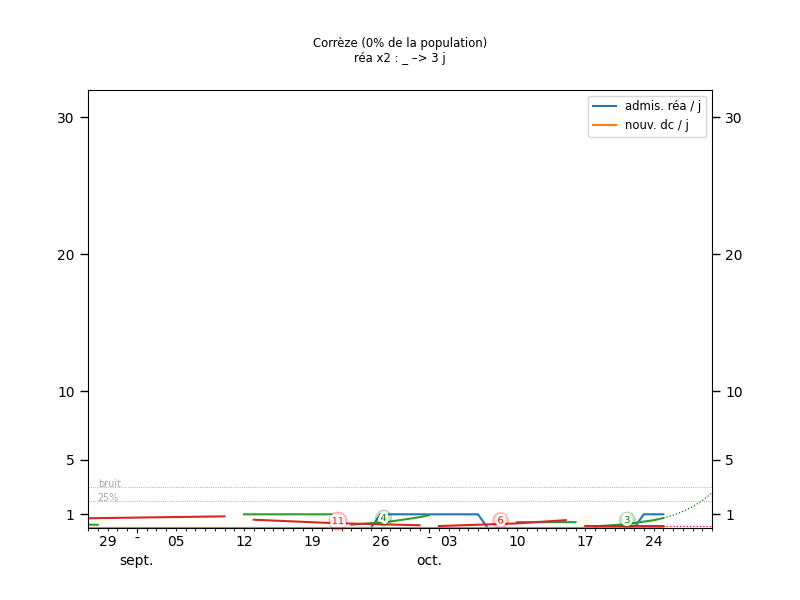 Corrèze (0% de la population)
réa x2 : _ –> 3 j
admis. réa / j
nouv. dc / j
30 30
20 20
10 10
5 5
bruit
25%
1 11 4 6 3 1
29 - 05 12 19 26 - 03 10 17 24
sept. oct.